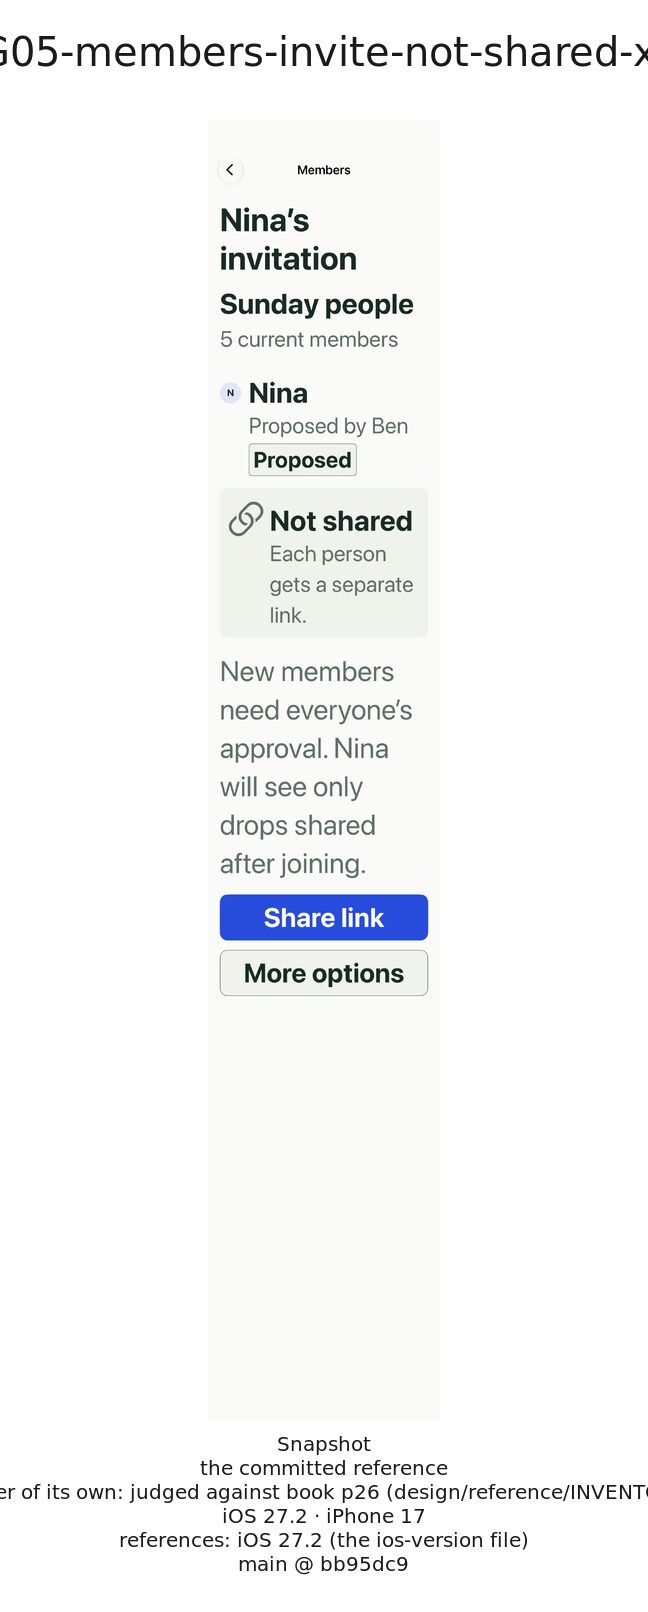 G05-members-invite-not-shared-x
Members
Nina’s
invitation
Sunday people
5 current members
N
Nina
Proposed by Ben
Proposed
Not shared
Each person
gets a separate
link.
New members
need everyone’s
approval. Nina
will see only
drops shared
after joining.
Share link
More options
Snapshot
the committed reference
of its own: judged against book p26 (design/reference/
iOS 27.2 · iPhone 17
references: iOS 27.2 (the ios-version file)
main @ bb95dc9